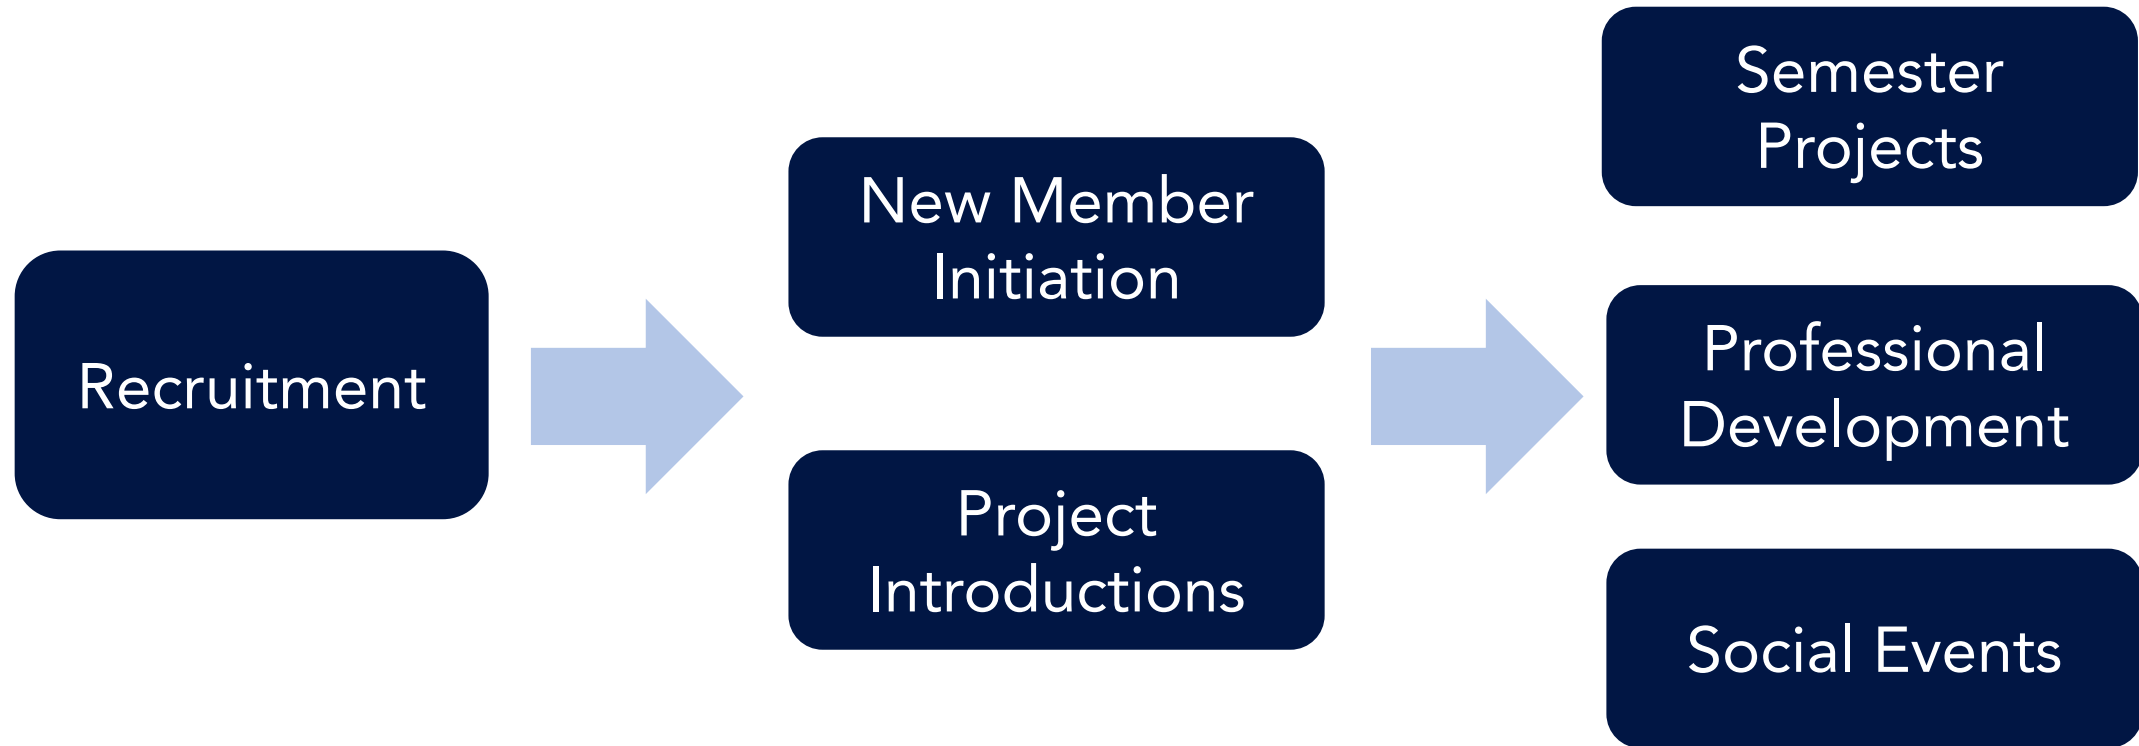 Recruitment
New Member
Initiation
Project
Introductions
Semester
Projects
Professional
Development
Social Events